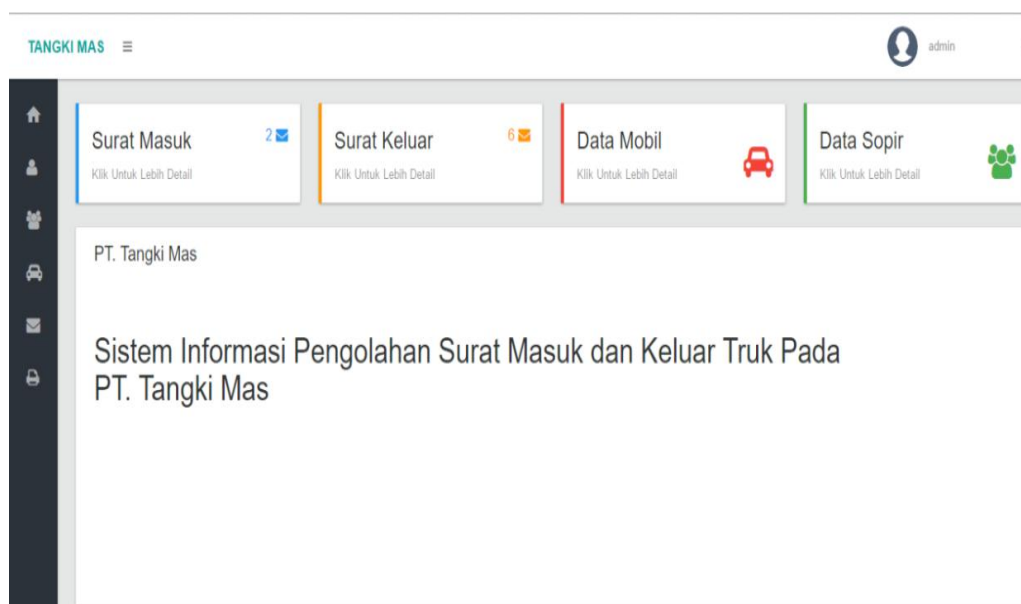 TANGKI MAS
admin
Surat Masuk
2
Klik Untuk Lebih Detail
Surat Keluar
6
Klik Untuk Lebih Detail
Data Mobil
Klik Untuk Lebih Detail
Data Sopir
Klik Untuk Lebih Detail
PT. Tangki Mas
Sistem Informasi Pengolahan Surat Masuk dan Keluar Truk Pada
PT. Tangki Mas